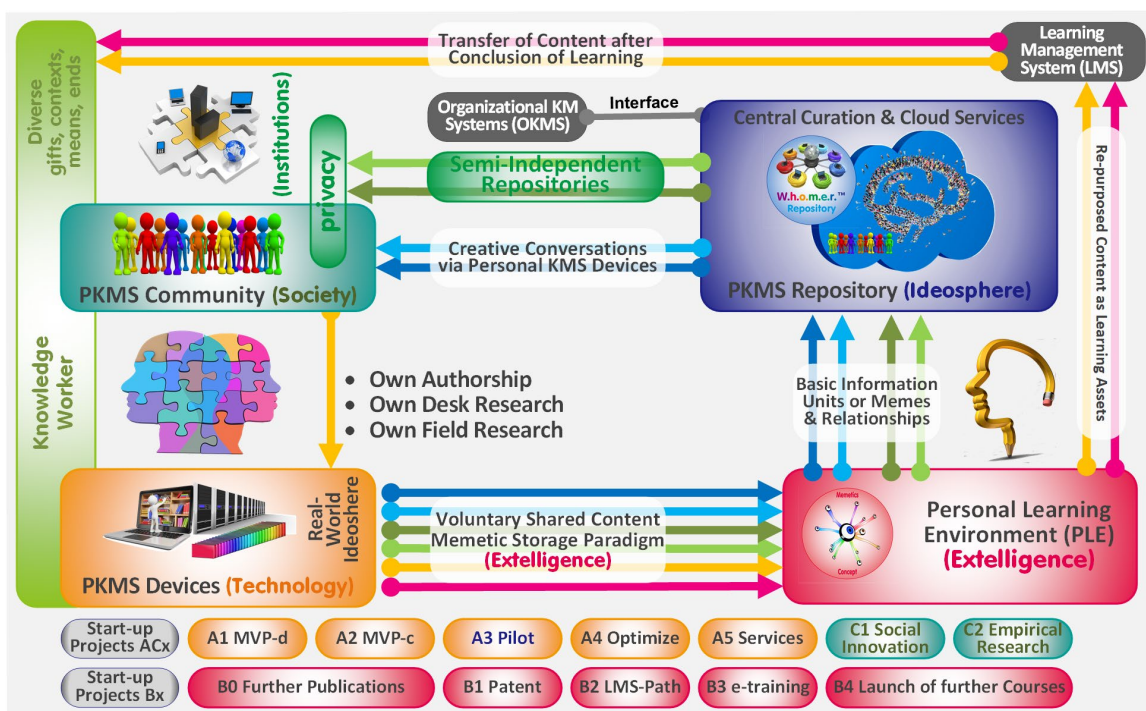 Transfer of Content after
Conclusion of Learning
Learning
Management
System (LMS)
Diverse
gifts, contexts,
means, ends
(Institutions)
privacy
Organizational KM
Systems (OKMS)
Interface
Central Curation & Cloud Services
W.h.o.m.e.r.™
Repository
Semi-Independent
Repositories
Creative Conversations
via Personal KMS Devices
PKMS Community (Society)
PKMS Repository (Ideosphere)
Re-purposed Content as Learning Assets
Knowledge
Worker
• Own Authorship
• Own Desk Research
• Own Field Research
Basic Information
Units or Memes
& Relationships
Real-
World
Ideoshere
PKMS Devices (Technology)
Voluntary Shared Content
Memetic Storage Paradigm
(Extelligence)
Memetics
Concept
Personal Learning
Environment (PLE)
(Extelligence)
Start-up
Projects ACx
A1 MVP-d
A2 MVP-c
A3 Pilot
A4 Optimize
A5 Services
C1 Social
Innovation
C2 Empirical
Research
Start-up
Projects Bx
B0 Further Publications
B1 Patent
B2 LMS-Path
B3 e-training
B4 Launch of further Courses